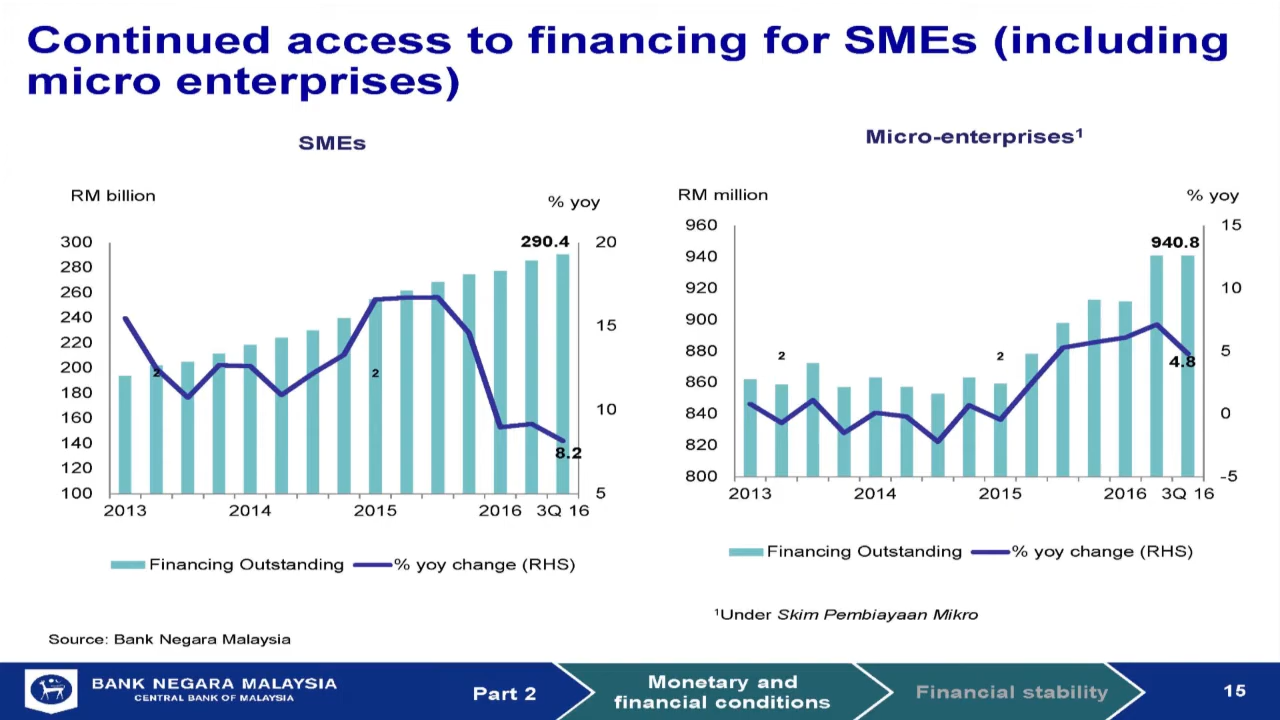 Continued access to financing for SMEs (including
micro enterprises)
SMEs
RM billion
% yoy
300
280
260
240
220
200
180
160
140
120
100
290.4
20
15
10
5
2
2
8.2
2013
2014
2015
2016
3Q 16
Financing Outstanding
% yoy change (RHS)
Micro-enterprises¹
RM million
% yoy
960
940
920
900
880
860
840
820
800
940.8
15
10
5
0
-5
2
2
4.8
2013
2014
2015
2016
3Q 16
Financing Outstanding
% yoy change (RHS)
¹Under Skim Pembiayaan Mikro
Source: Bank Negara Malaysia
BANK NEGARA MALAYSIA
CENTRAL BANK OF MALAYSIA
Part 2
Monetary and
financial conditions
Financial stability
15